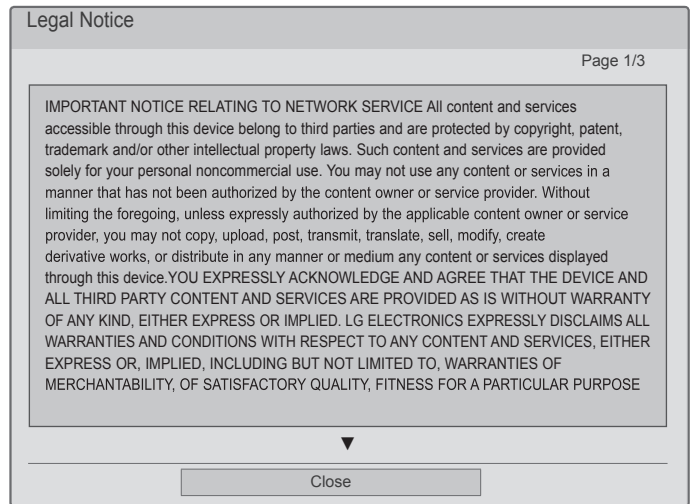 Legal Notice
Page 1/3
IMPORTANT NOTICE RELATING TO NETWORK SERVICE All content and services
accessible through this device belong to third parties and are protected by copyright, patent,
trademark and/or other intellectual property laws. Such content and services are provided
solely for your personal noncommercial use. You may not use any content or services in a
manner that has not been authorized by the content owner or service provider. Without
limiting the foregoing, unless expressly authorized by the applicable content owner or service
provider, you may not copy, upload, post, transmit, translate, sell, modify, create
derivative works, or distribute in any manner or medium any content or services displayed
through this device.YOU EXPRESSLY ACKNOWLEDGE AND AGREE THAT THE DEVICE AND
ALL THIRD PARTY CONTENT AND SERVICES ARE PROVIDED AS IS WITHOUT WARRANTY
OF ANY KIND, EITHER EXPRESS OR IMPLIED. LG ELECTRONICS EXPRESSLY DISCLAIMS ALL
WARRANTIES AND CONDITIONS WITH RESPECT TO ANY CONTENT AND SERVICES, EITHER
EXPRESS OR, IMPLIED, INCLUDING BUT NOT LIMITED TO, WARRANTIES OF
MERCHANTABILITY, OF SATISFACTORY QUALITY, FITNESS FOR A PARTICULAR PURPOSE
▼
Close